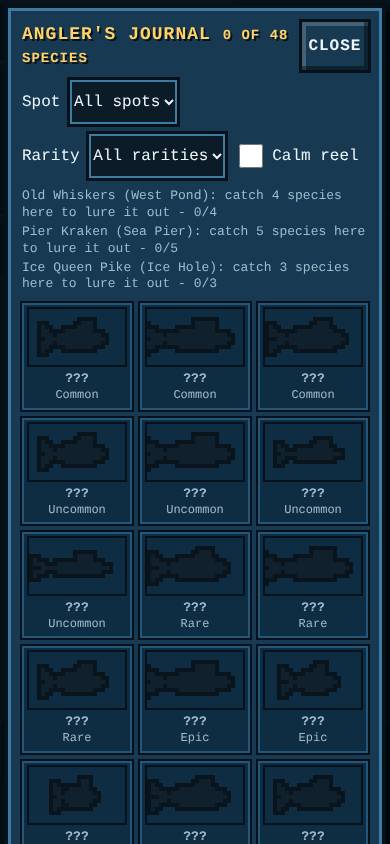 ANGLER'S JOURNAL 0 OF 48
SPECIES
CLOSE
Spot All spots
Rarity All rarities Calm reel
Old Whiskers (West Pond): catch 4 species
here to lure it out - 0/4
Pier Kraken (Sea Pier): catch 5 species here
to lure it out - 0/5
Ice Queen Pike (Ice Hole): catch 3 species
here to lure it out - 0/3
??? ??? ???
Common Common Common
??? ??? ???
Uncommon Uncommon Uncommon
??? ??? ???
Uncommon Rare Rare
??? ??? ???
Rare Epic Epic
??? ??? ???